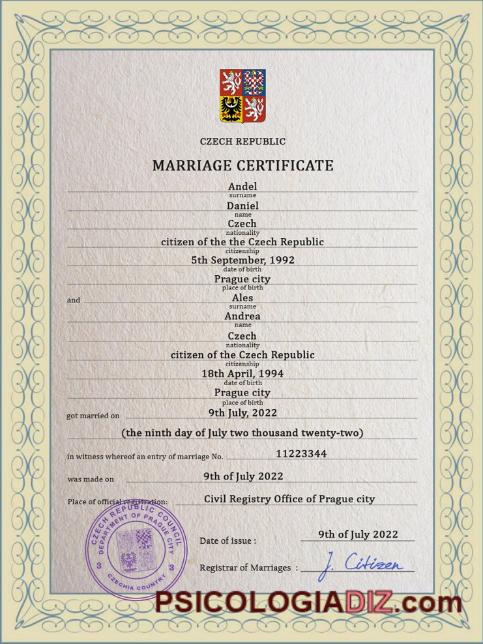 CZECH REPUBLIC
MARRIAGE CERTIFICATE
Andel
surname
Daniel
name
Czech
nationality
citizen of the the Czech Republic
citizenship
5th September, 1992
date of birth
Prague city
place of birth
and
Ales
surname
Andrea
name
Czech
nationality
citizen of the Czech Republic
citizenship
18th April, 1994
date of birth
Prague city
place of birth
got married on 9th July, 2022
(the ninth day of July two thousand twenty-two)
in witness whereof an entry of marriage No. 11223344
was made on 9th of July 2022
Place of official registration: Civil Registry Office of Prague city
CZECH REPUBLIC COUNCIL
DEPARTMENT OF PRAGUE CITY
8 8
CZECHIA COUNTRY
Date of issue : 9th of July 2022
Registrar of Marriages : J. Citizen
PSICOLOGIADIZ.com